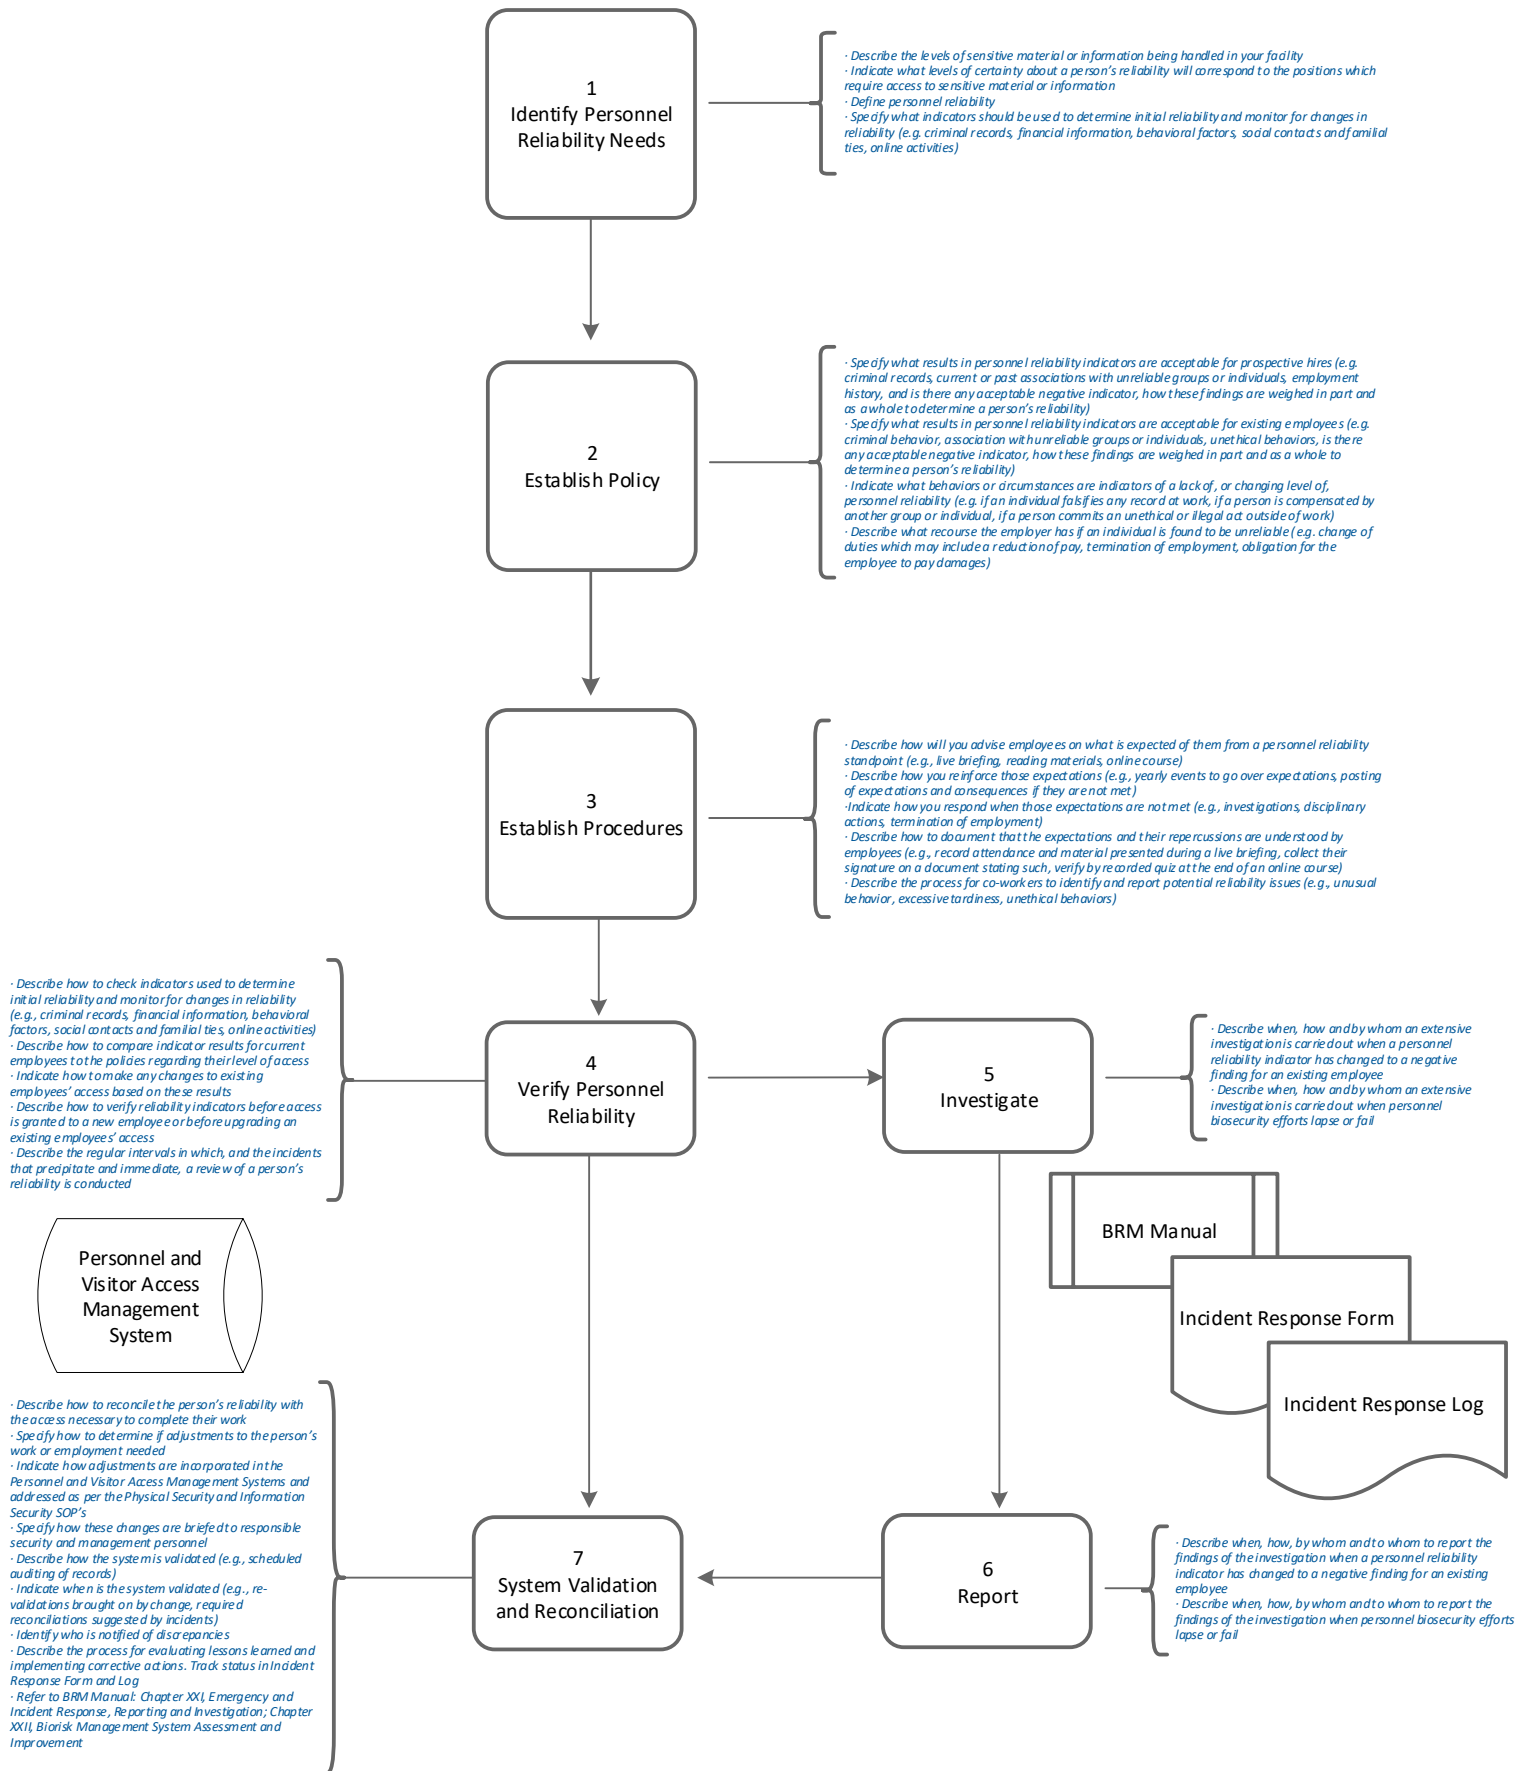 1
Identify Personnel
Reliability Needs
· Describe the levels of sensitive material or information being handled in your facility
· Indicate what levels of certainty about a person's reliability will correspond to the positions which
require access to sensitive material or information
· Define personnel reliability
· Specify what indicators should be used to determine initial reliability and monitor for changes in
reliability (e.g. criminal records, financial information, behavioral factors, social contacts and familial
ties, online activities)
2
Establish Policy
· Specify what results in personnel reliability indicators are acceptable for prospective hires (e.g.
criminal records, current or past associations with unreliable groups or individuals, employment
history, and is there any acceptable negative indicator, how these findings are weighed in part and
as a whole to determine a person's reliability)
· Specify what results in personnel reliability indicators are acceptable for existing employees (e.g.
criminal behavior, association with unreliable groups or individuals, unethical behaviors, is there
any acceptable negative indicator, how these findings are weighed in part and as a whole to
determine a person's reliability)
· Indicate what behaviors or circumstances are indicators of a lack of, or changing level of,
personnel reliability (e.g. if an individual falsifies any record at work, if a person is compensated by
another group or individual, if a person commits an unethical or illegal act outside of work)
· Describe what recourse the employer has if an individual is found to be unreliable (e.g. change of
duties which may include a reduction of pay, termination of employment, obligation for the
employee to pay damages)
3
Establish Procedures
· Describe how will you advise employees on what is expected of them from a personnel reliability
standpoint (e.g., live briefing, reading materials, online course)
· Describe how you reinforce those expectations (e.g., yearly events to go over expectations, posting
of expectations and consequences if they are not met)
·Indicate how you respond when those expectations are not met (e.g., investigations, disciplinary
actions, termination of employment)
· Describe how to document that the expectations and their repercussions are understood by
employees (e.g., record attendance and material presented during a live briefing, collect their
signature on a document stating such, verify by recorded quiz at the end of an online course)
· Describe the process for co-workers to identify and report potential reliability issues (e.g., unusual
behavior, excessive tardiness, unethical behaviors)
· Describe how to check indicators used to determine
initial reliability and monitor for changes in reliability
(e.g., criminal records, financial information, behavioral
factors, social contacts and familial ties, online activities)
· Describe how to compare indicator results for current
employees to the policies regarding their level of access
· Indicate how to make any changes to existing
employees' access based on these results
· Describe how to verify reliability indicators before access
is granted to a new employee or before upgrading an
existing employees' access
· Describe the regular intervals in which, and the incidents
that precipitate and immediate, a review of a person's
reliability is conducted
4
Verify Personnel
Reliability
5
Investigate
· Describe when, how and by whom an extensive
investigation is carried out when a personnel
reliability indicator has changed to a negative
finding for an existing employee
· Describe when, how and by whom an extensive
investigation is carried out when personnel
biosecurity efforts lapse or fail
Personnel and
Visitor Access
Management
System
BRM Manual
Incident Response Form
Incident Response Log
· Describe how to reconcile the person's reliability with
the access necessary to complete their work
· Specify how to determine if adjustments to the person's
work or employment needed
· Indicate how adjustments are incorporated in the
Personnel and Visitor Access Management Systems and
addressed as per the Physical Security and Information
Security SOP's
· Specify how these changes are briefed to responsible
security and management personnel
· Describe how the system is validated (e.g., scheduled
auditing of records)
· Indicate when is the system validated (e.g., re-
validations brought on by change, required
reconciliations suggested by incidents)
· Identify who is notified of discrepancies
· Describe the process for evaluating lessons learned and
implementing corrective actions. Track status in Incident
Response Form and Log
· Refer to BRM Manual: Chapter XXI, Emergency and
Incident Response, Reporting and Investigation; Chapter
XXII, Biorisk Management System Assessment and
Improvement
7
System Validation
and Reconciliation
6
Report
· Describe when, how, by whom and to whom to report the
findings of the investigation when a personnel reliability
indicator has changed to a negative finding for an existing
employee
· Describe when, how, by whom and to whom to report the
findings of the investigation when personnel biosecurity efforts
lapse or fail